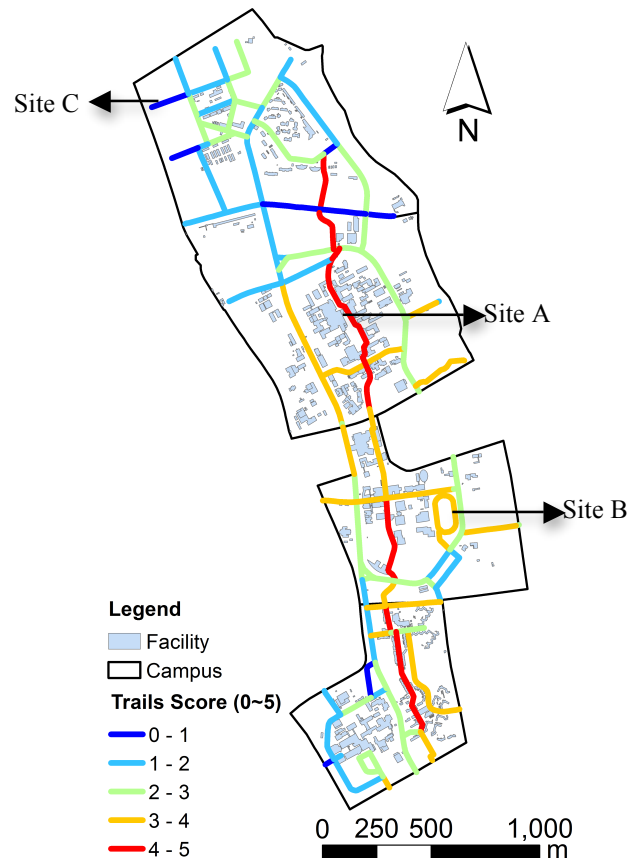 Site C
N
Site A
Site B
Legend
Facility
Campus
Trails Score (0~5)
0 - 1
1 - 2
2 - 3
3 - 4
4 - 5
0 250 500 1,000
m